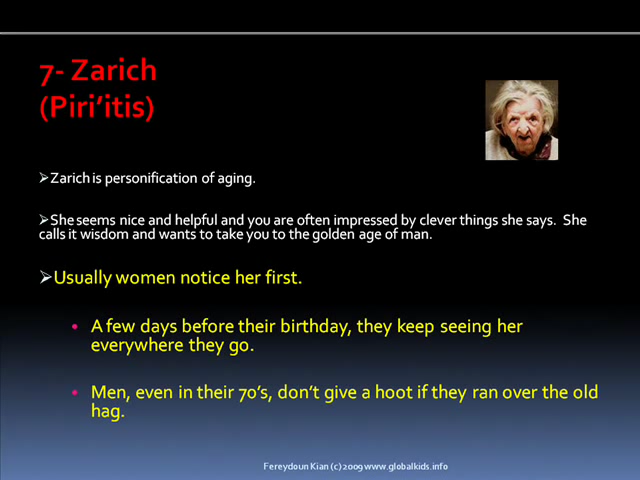 7- Zarich
(Piri’itis)
➢Zarich is personification of aging.
➢She seems nice and helpful and you are often impressed by clever things she says.  She
calls it wisdom and wants to take you to the golden age of man.
➢Usually women notice her first.
• A few days before their birthday, they keep seeing her
everywhere they go.
• Men, even in their 70’s, don’t give a hoot if they ran over the old
hag.
Fereydoun Kian (c) 2009 www.globalkids.info